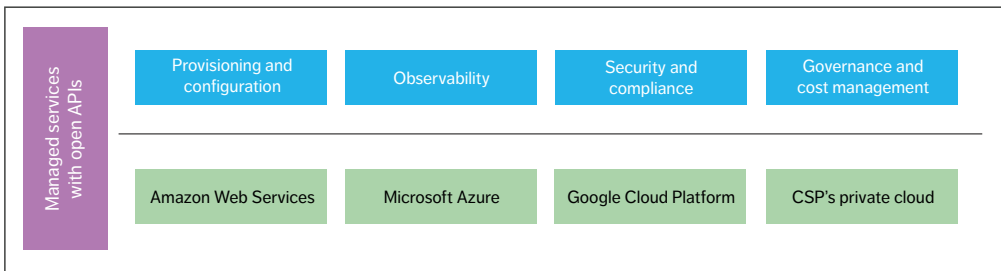 Managed services
with open APIs
Provisioning and
configuration
Observability
Security and
compliance
Governance and
cost management
Amazon Web Services
Microsoft Azure
Google Cloud Platform
CSP's private cloud